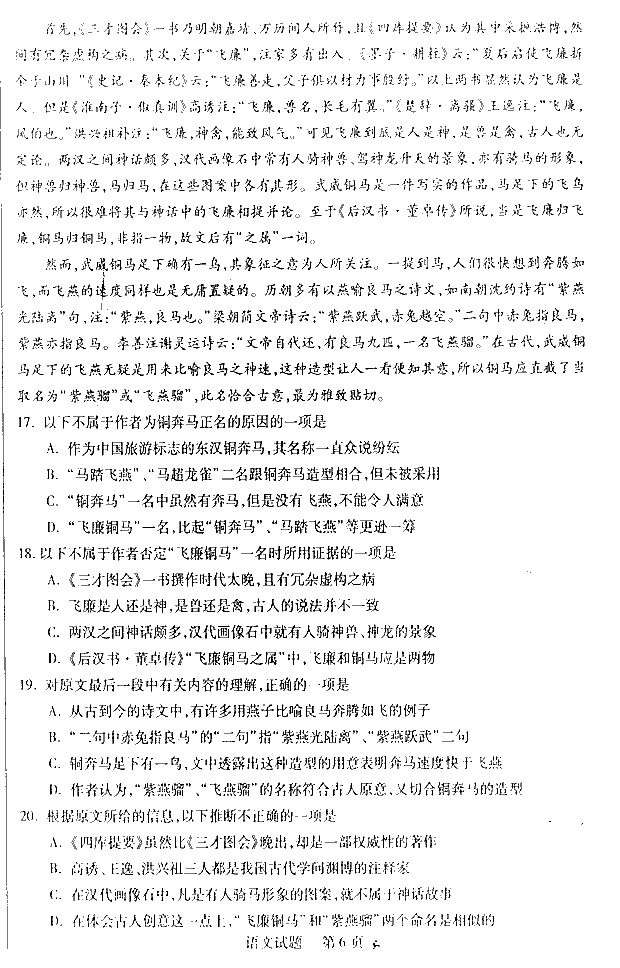 首先,《三才图会》一书乃明朝嘉靖、万历间人所作,且《四库提要》认为其中采摭浩博,然
间有冗杂虚构之病。其次,关于“飞廉”,注家多有出入。《墨子·耕柱》云:“夏后启使飞廉折
金于山川。”《史记·秦本纪》云:“飞廉善走,父子俱以材力事殷纣。”以上两书显然认为飞廉是
人。但是《淮南子·俶真训》高诱注:“飞廉,兽名,长毛有翼。”《楚辞·离骚》王逸注:“飞廉,
风伯也。”洪兴祖补注:“飞廉,神禽,能致风气。”可见飞廉到底是人是神,是兽是禽,古人也无
定论。两汉之间神话颇多,汉代画像石中常有人骑神兽、驾神龙升天的景象,亦有骑马的形象,
但神兽归神兽,马归马,在这些图案中各有其形。武威铜马是一件写实的作品,马足下的飞鸟
亦然,所以很难将其与神话中的飞廉相提并论。至于《后汉书·董卓传》所说,当是飞廉归飞
廉,铜马归铜马,非指一物,故文后有“之属”一词。
然而,武威铜马足下确有一鸟,其象征之意为人所关注。一提到马,人们很快想到奔腾如
飞,而飞燕的速度同样也是无庸置疑的。历朝多有以燕喻良马之诗文,如南朝沈约诗有“紫燕
光陆离”句,注:“紫燕,良马也。”梁朝简文帝诗云:“紫燕跃武,赤兔越空。”二句中赤兔指良马,
紫燕亦指良马。李善注谢灵运诗云:“文帝自代还,有良马九匹,一名飞燕骝。”在古代,武威铜
马足下的飞燕无疑是用来比喻良马之神速,这种造型让人一看便知其意,所以铜马应直截了当
取名为“紫燕骝”或“飞燕骝”,此名恰合古意,最为雅致贴切。
17. 以下不属于作者为铜奔马正名的原因的一项是
A. 作为中国旅游标志的东汉铜奔马,其名称一直众说纷纭
B. “马踏飞燕”、“马超龙雀”二名跟铜奔马造型相合,但未被采用
C. “铜奔马”一名中虽然有奔马,但是没有飞燕,不能令人满意
D. “飞廉铜马”一名,比起“铜奔马”、“马踏飞燕”等更逊一筹
18. 以下不属于作者否定“飞廉铜马”一名时所用证据的一项是
A. 《三才图会》一书撰作时代太晚,且有冗杂虚构之病
B. 飞廉是人还是神,是兽还是禽,古人的说法并不一致
C. 两汉之间神话颇多,汉代画像石中就有人骑神兽、神龙的景象
D. 《后汉书·董卓传》“飞廉铜马之属”中,飞廉和铜马应是两物
19. 对原文最后一段中有关内容的理解,正确的一项是
A. 从古到今的诗文中,有许多用燕子比喻良马奔腾如飞的例子
B. “二句中赤兔指良马”的“二句”指“紫燕光陆离”、“紫燕跃武”二句
C. 铜奔马足下有一鸟,文中透露出这种造型的用意表明奔马速度快于飞燕
D. 作者认为,“紫燕骝”、“飞燕骝”的名称符合古人原意、又切合铜奔马的造型
20. 根据原文所给的信息,以下推断不正确的一项是
A. 《四库提要》虽然比《三才图会》晚出,却是一部权威性的著作
B. 高诱、王逸、洪兴祖三人都是我国古代学问渊博的注释家
C. 在汉代画像石中,凡是有人骑马形象的图案,就不属于神话故事
D. 在体会古人创意这一点上,“飞廉铜马”和“紫燕骝”两个命名是相似的
语文试题 第6页